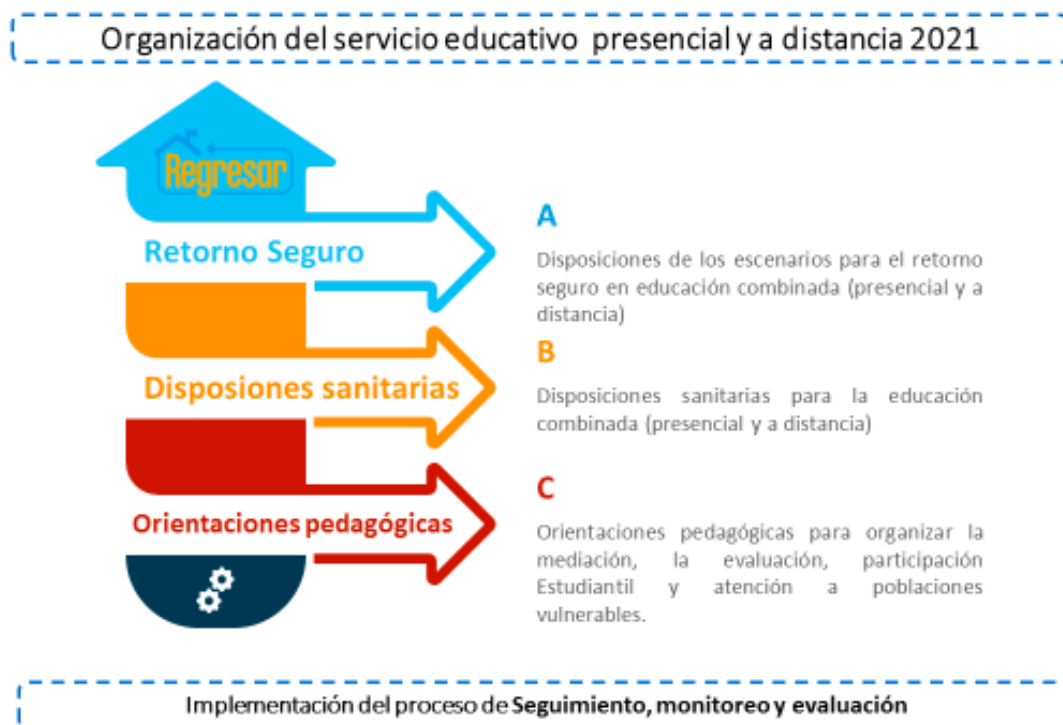 Organización del servicio educativo presencial y a distancia 2021
Regresar
Retorno Seguro
A
Disposiciones de los escenarios para el retorno
seguro en educación combinada (presencial y a
distancia)
Disposiones sanitarias
B
Disposiciones sanitarias para la educación
combinada (presencial y a distancia)
Orientaciones pedagógicas
C
Orientaciones pedagógicas para organizar la
mediación, la evaluación, participación
Estudiantil y atención a poblaciones
vulnerables.
Implementación del proceso de Seguimiento, monitoreo y evaluación